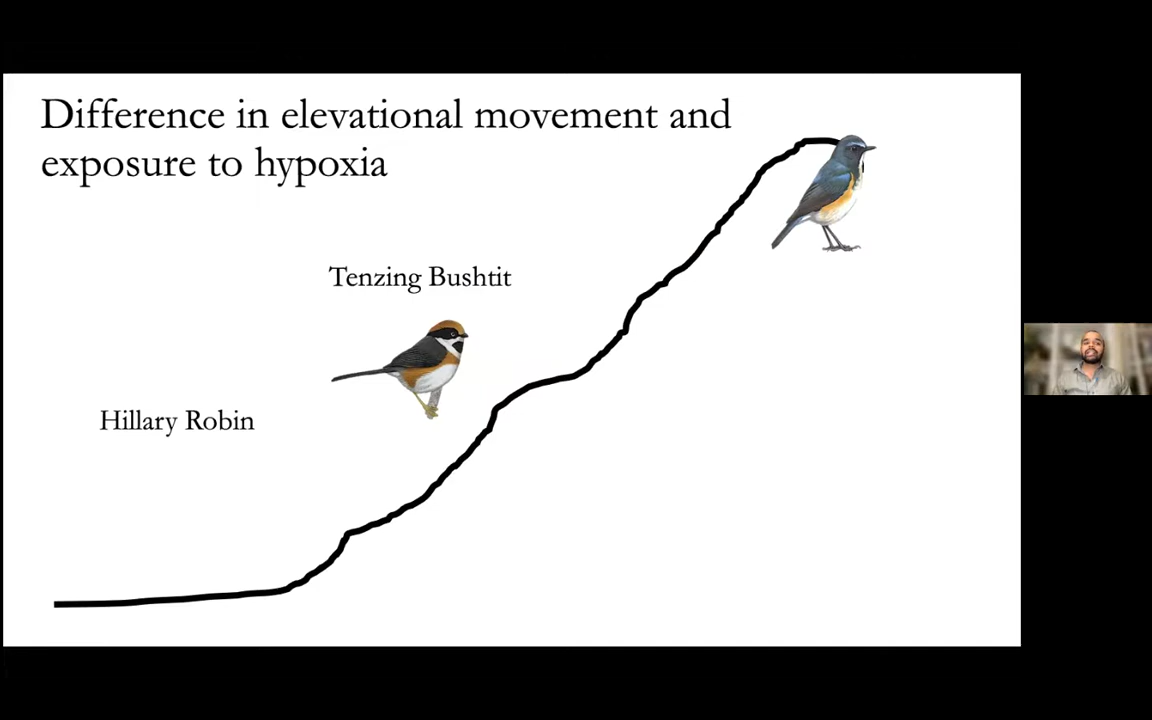 Difference in elevational movement and
exposure to hypoxia
Tenzing Bushtit
Hillary Robin